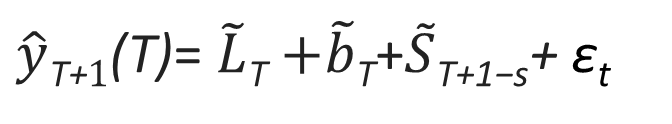 ŷ_{T+1}(T)= L̃_T + b̃_T + S̃_{T+1−s} + ε_t